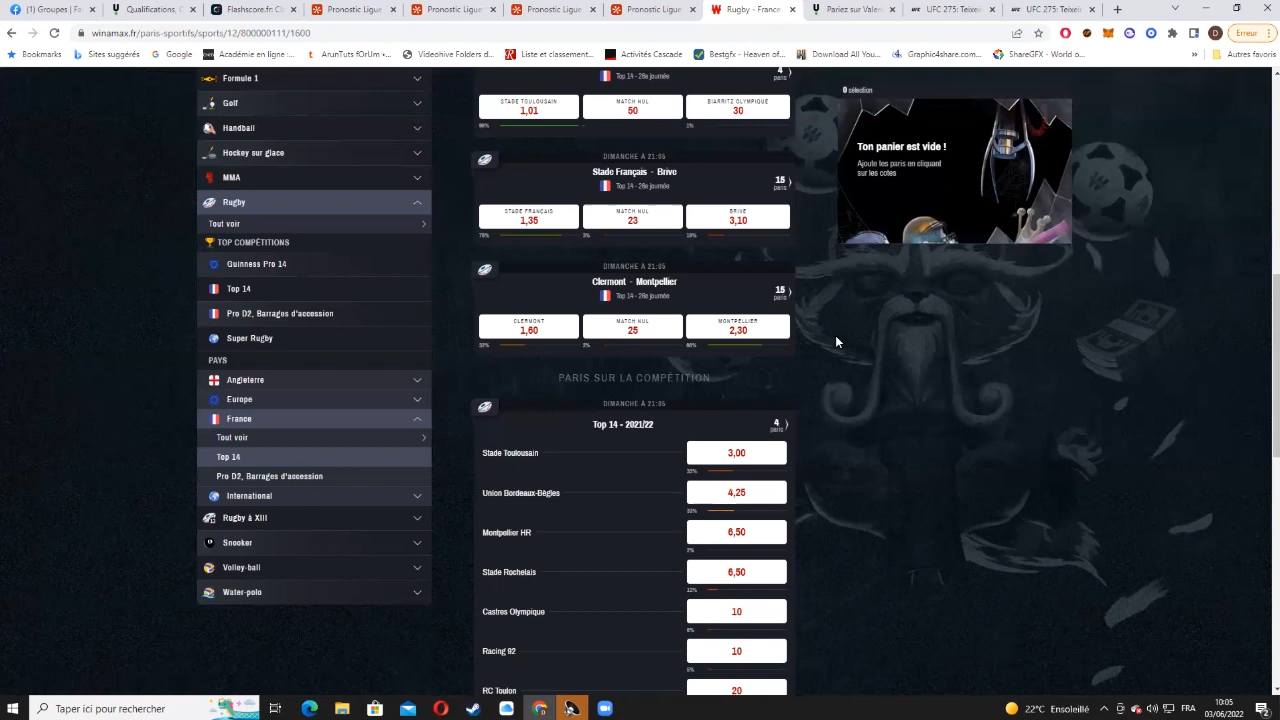 (1) Groupes | Fa
Qualifications, E
Flashscore.fr: Di
Pronostic Ligue
Pronostic Ligue
Pronostic Ligue
Rugby - France
Pariez sur Natio
UFC 275: Teixei
UFC 275: Teixei
winamax.fr/paris-sportifs/sports/12/800000111/1600
D
Erreur
Bookmarks
Sites suggérés
Google
Académie en ligne :...
ArunTuts fOrUm (-...
Videohive Folders d...
Liste et classement...
Activités Cascade
Bestgfx - Heaven of...
Download All You...
Graphic4share.com...
ShareGFX - World o...
»
Autres favoris
Formule 1
Golf
Handball
Hockey sur glace
MMA
Rugby
Tout voir
TOP COMPÉTITIONS
Guinness Pro 14
Top 14
Pro D2, Barrages d'accession
Super Rugby
PAYS
Angleterre
Europe
France
Tout voir
Top 14
Pro D2, Barrages d'accession
International
Rugby à XIII
Snooker
Volley-ball
Water-polo
Top 14 - 26e journée
4
paris
STADE TOULOUSAIN
1,01
MATCH NUL
50
BIARRITZ OLYMPIQUE
30
1%
DIMANCHE À 21:05
Stade Français - Brive
Top 14 - 26e journée
15
paris
STADE FRANÇAIS
1,35
MATCH NUL
23
BRIVE
3,10
DIMANCHE À 21:05
Clermont - Montpellier
Top 14 - 26e journée
15
paris
CLERMONT
1,60
MATCH NUL
25
MONTPELLIER
2,30
2%
PARIS SUR LA COMPÉTITION
DIMANCHE À 21:05
Top 14 - 2021/22
4
paris
Stade Toulousain
3,00
Union Bordeaux-Bègles
4,25
Montpellier HR
6,50
Stade Rochelais
6,50
12%
Castres Olympique
10
Racing 92
10
RC Toulon
20
0 sélection
Ton panier est vide !
Ajoute tes paris en cliquant
sur les cotes
Taper ici pour rechercher
22°C Ensoleillé
FRA
10:05
03/06/2022
2